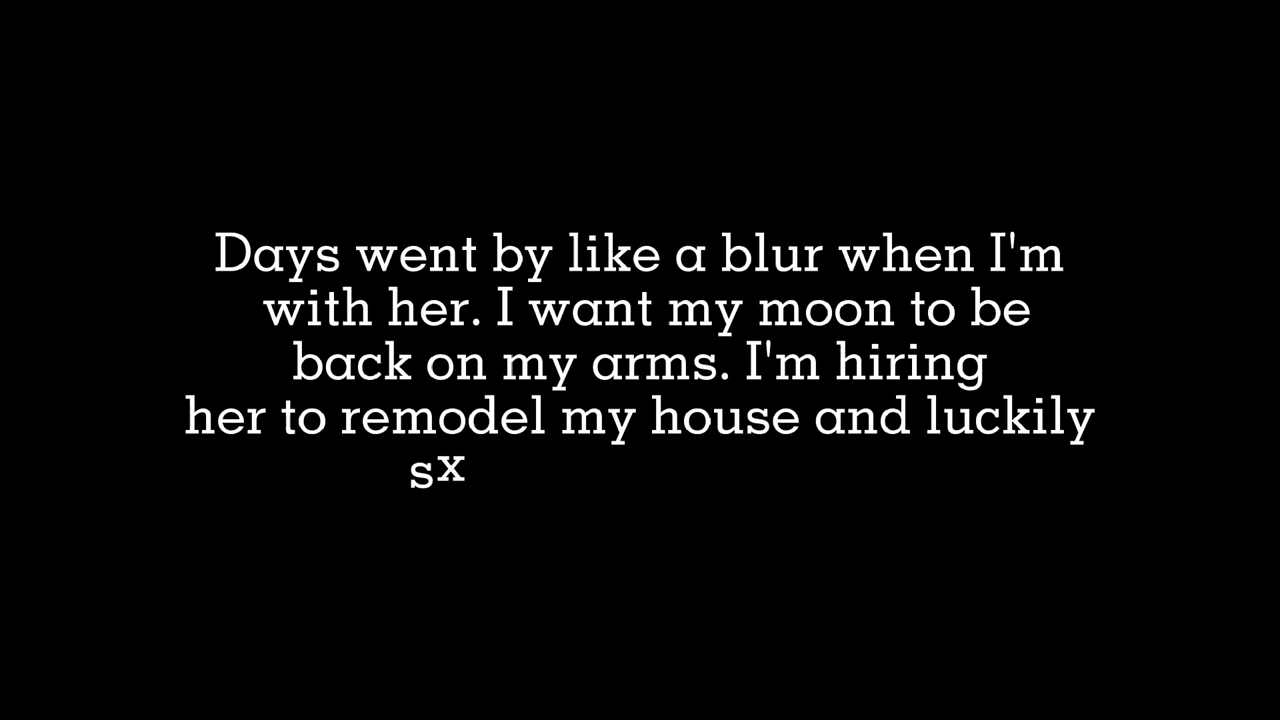 Days went by like a blur when I'm
with her. I want my moon to be
back on my arms. I'm hiring
her to remodel my house and luckily
sx